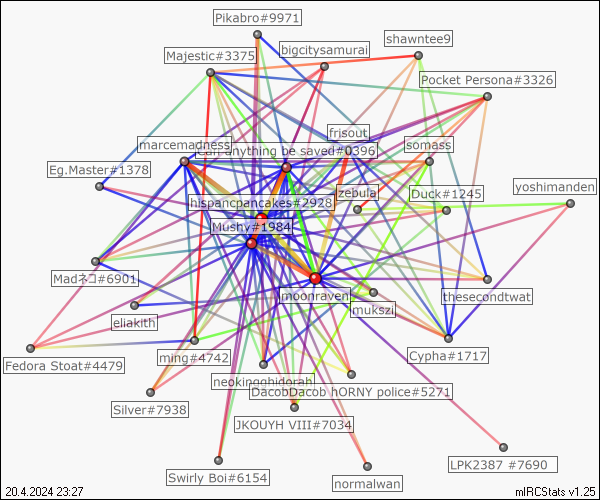 Pikabro#9971
shawntee9
bigcitysamurai
Majestic#3375
Pocket Persona#3326
frisout
marcemadness
somass
Can anything be saved#0396
Eg.Master#1378
yoshimanden
zebula
Duck#1245
hispancpancakes#2928
Mushy#1984
Madネコ#6901
moonraven
thesecondtwat
mukszi
eliakith
Cypha#1717
ming#4742
Fedora Stoat#4479
neokingghidorah
DacobDacob hORNY police#5271
Silver#7938
JKOUYH VIII#7034
LPK2387 #7690
Swirly Boi#6154
normalwan
20.4.2024 23:27
mIRCStats v1.25